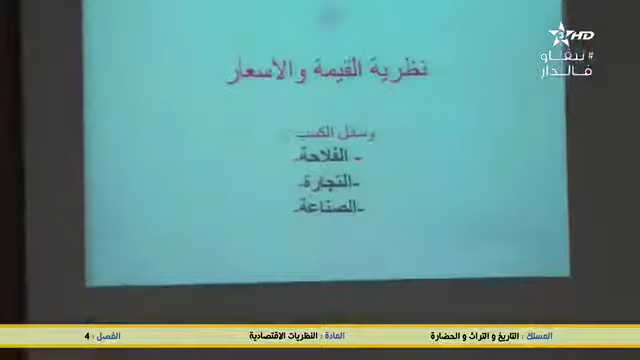 HD
#نبقاو
فالدار
نظرية القيمة والأسعار
وسائل الكسب
- الفلاحة-
-التجارة-
-الصناعة-
المسلك : التاريخ و التراث و الحضارة
المادة : النظريات الاقتصادية
الفصل : 4